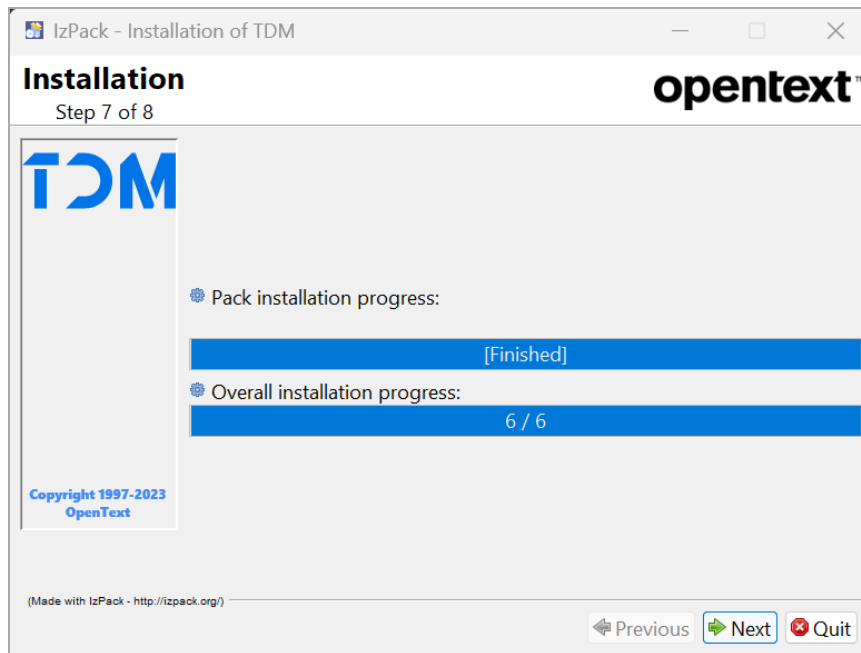 IzPack - Installation of TDM
Installation
Step 7 of 8
opentext™
TDM
Pack installation progress:
[Finished]
Overall installation progress:
6 / 6
Copyright 1997-2023
OpenText
(Made with IzPack - http://izpack.org/)
Previous
Next
Quit